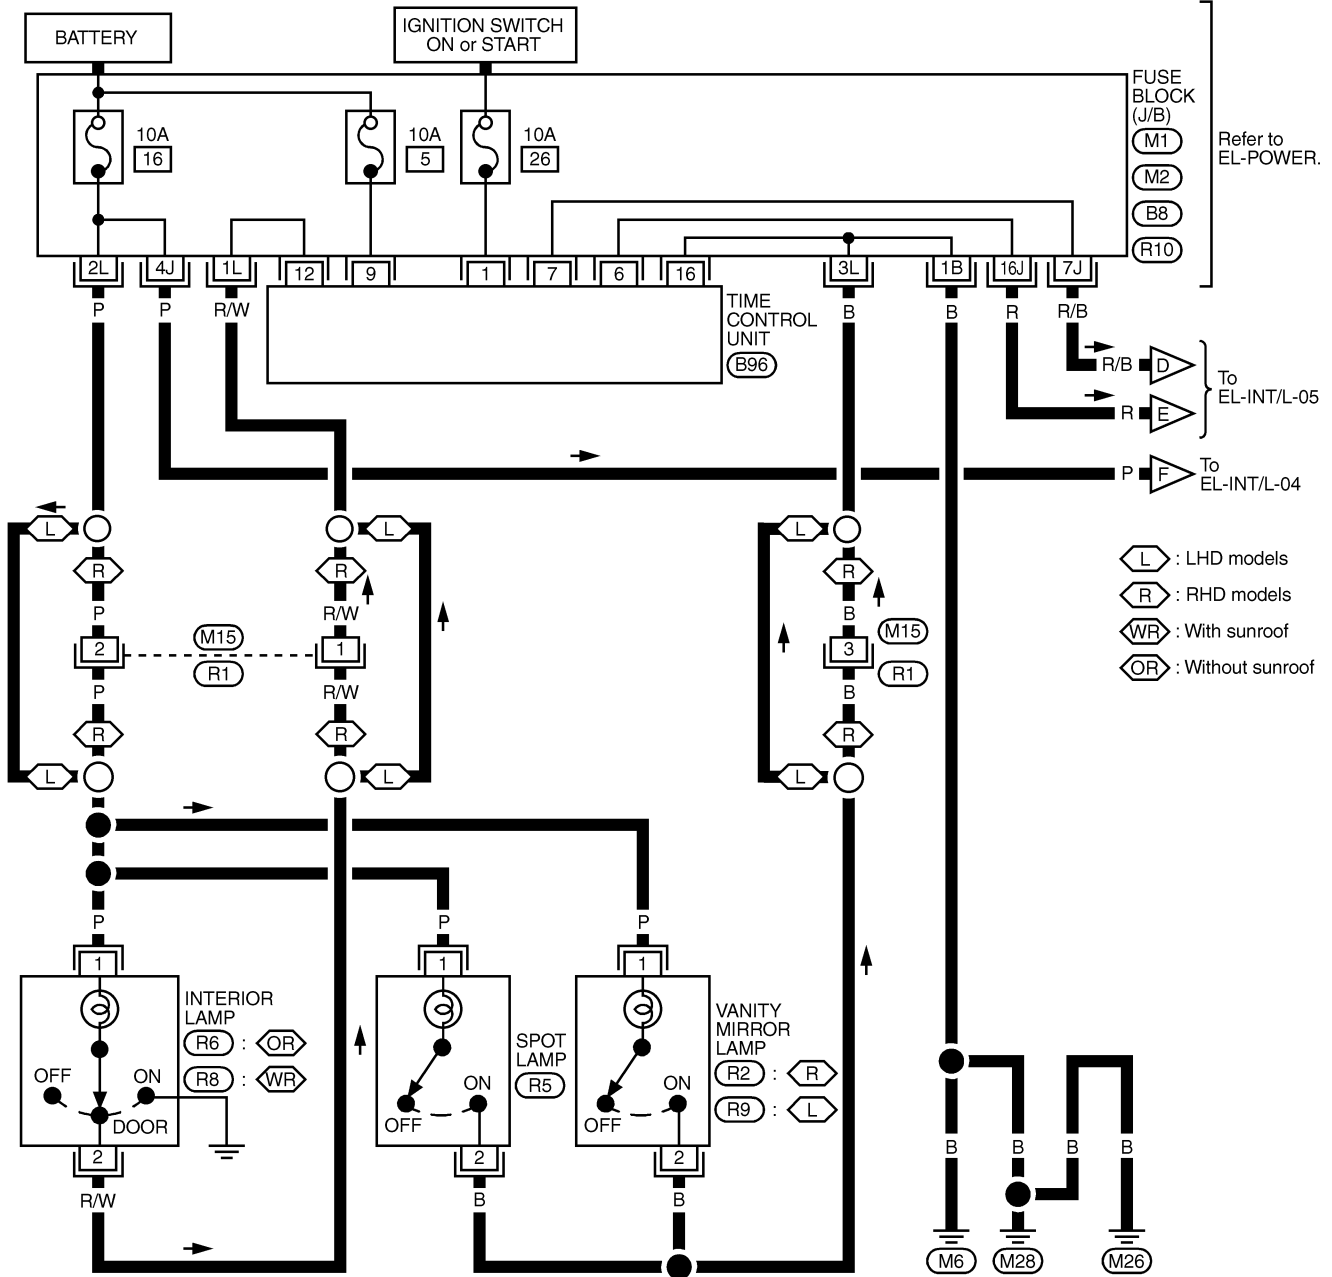 BATTERY
IGNITION SWITCH
ON or START
FUSE
BLOCK
(J/B)
M1
M2
B8
R10
Refer to
EL-POWER.
10A
16
10A
5
10A
26
2L
4J
1L
12
9
1
7
6
16
3L
1B
16J
7J
P
P
R/W
B
B
R
R/B
TIME
CONTROL
UNIT
B96
R/B
D
R
E
To
EL-INT/L-05
P
F
To
EL-INT/L-04
L
L
L
R
R
R
L : LHD models
R : RHD models
WR : With sunroof
OR : Without sunroof
P
R/W
B
2
M15
R1
1
3
M15
R1
P
R/W
B
R
R
R
L
L
L
P
P
P
1
1
1
INTERIOR
LAMP
R6 : OR
R8 : WR
OFF
ON
DOOR
2
R/W
SPOT
LAMP
R5
ON
OFF
2
B
VANITY
MIRROR
LAMP
R2 : R
R9 : L
ON
OFF
2
B
B
B
B
B
M6
M28
M26